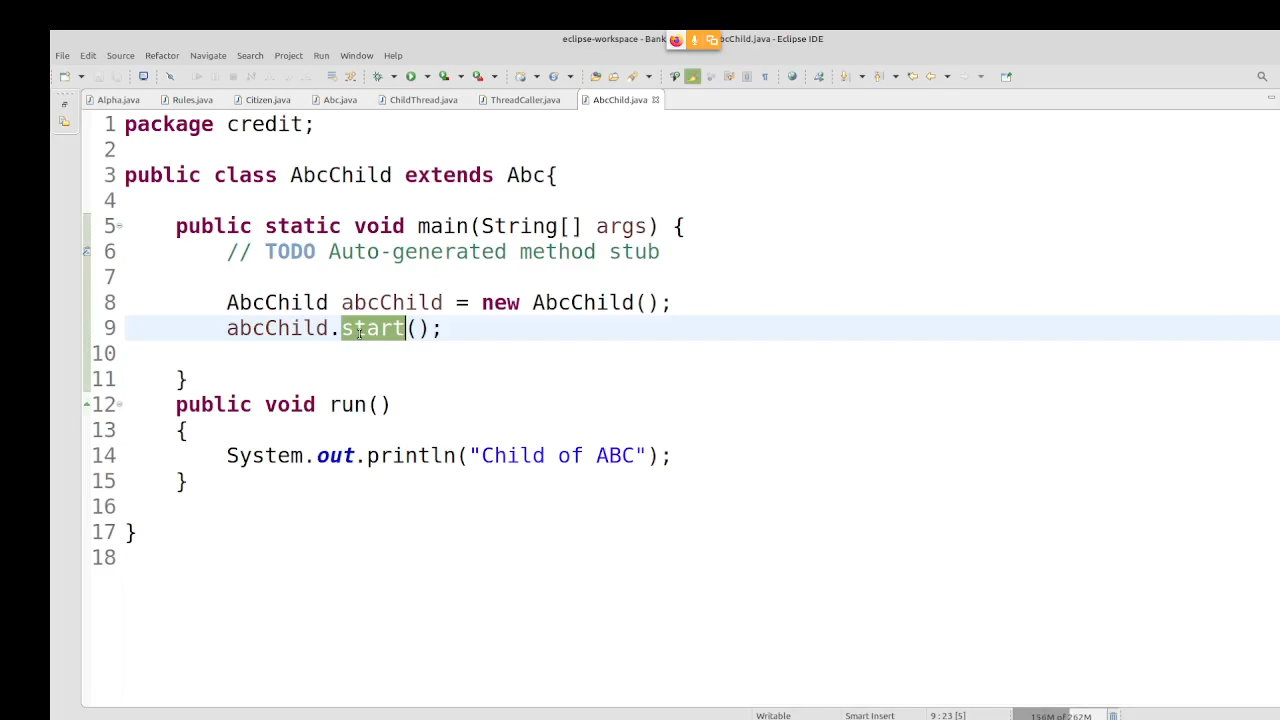 eclipse-workspace - Bank bcChild.java - Eclipse IDE
File Edit Source Refactor Navigate Search Project Run Window Help
Alpha.java Rules.java Citizen.java Abc.java ChildThread.java ThreadCaller.java AbcChild.java
1 package credit;
2
3 public class AbcChild extends Abc{
4
5 public static void main(String[] args) {
6 // TODO Auto-generated method stub
7
8 AbcChild abcChild = new AbcChild();
9 abcChild.start();
10
11 }
12 public void run()
13 {
14 System.out.println("Child of ABC");
15 }
16
17 }
18
Writable Smart Insert 9 : 23 [5] 156M of 262M